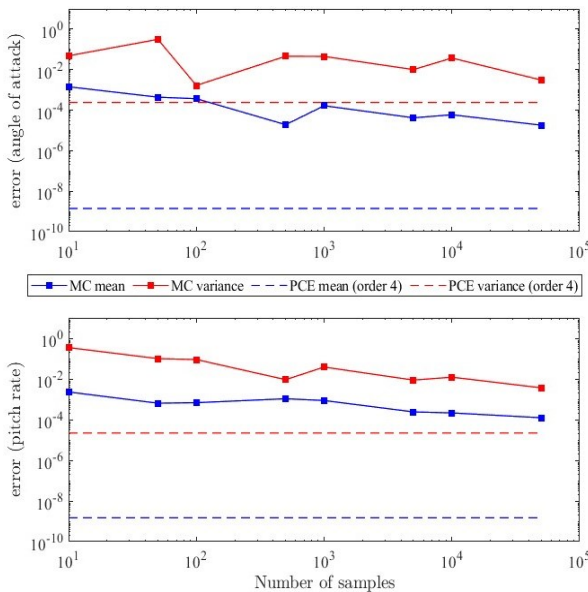 error (angle of attack)
10^0
10^-2
10^-4
10^-6
10^-8
10^-10
10^1 10^2 10^3 10^4 10^5
MC mean MC variance PCE mean (order 4) PCE variance (order 4)
error (pitch rate)
10^0
10^-2
10^-4
10^-6
10^-8
10^-10
10^1 10^2 10^3 10^4 10^5
Number of samples